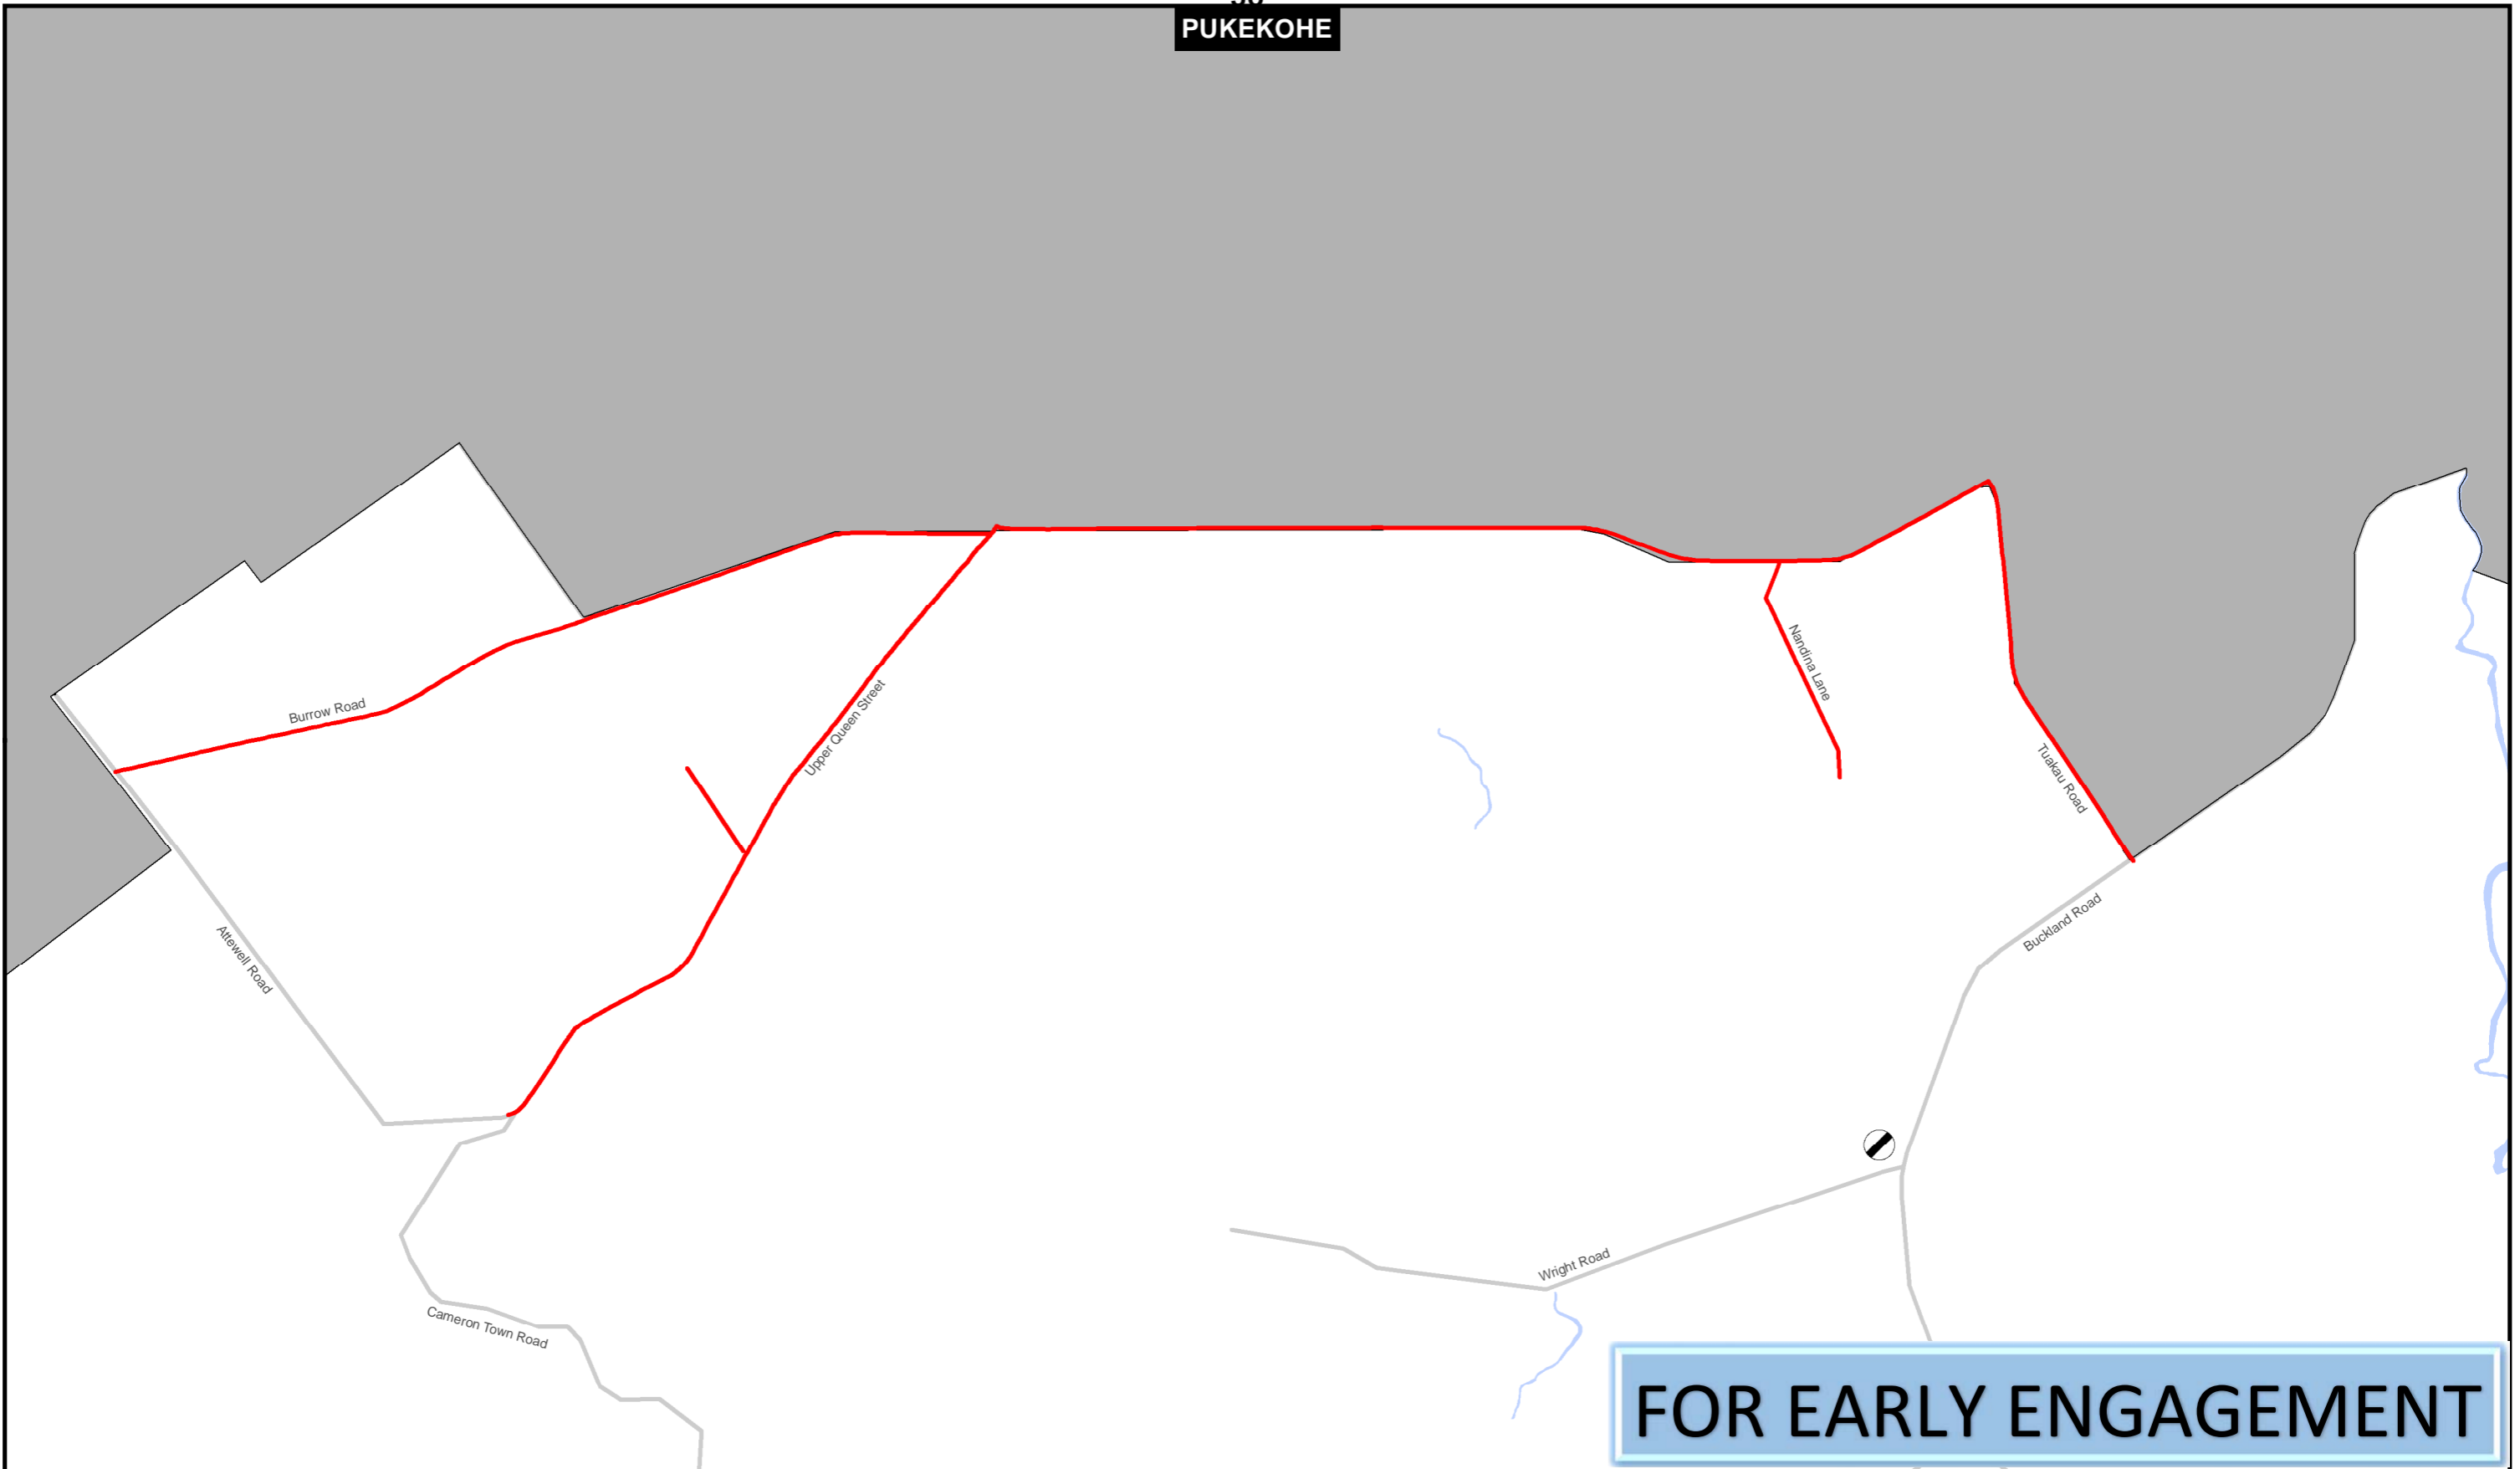 PUKEKOHE
Burrow Road
Upper Queen Street
Nandina Lane
Tuakau Road
Attewell Road
Buckland Road
Wright Road
Cameron Town Road
FOR EARLY ENGAGEMENT